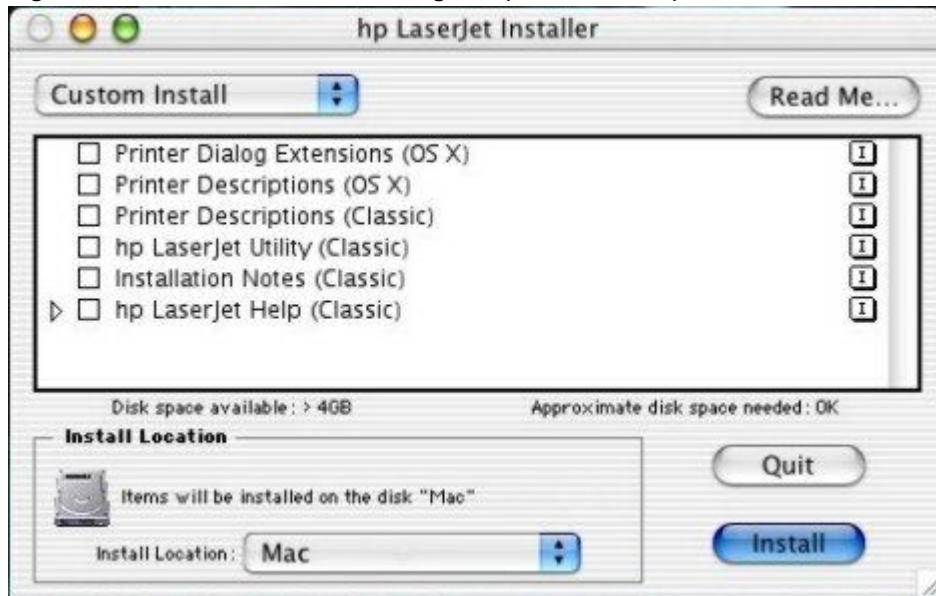 hp LaserJet Installer
Custom Install
Read Me...
Printer Dialog Extensions (OS X)
Printer Descriptions (OS X)
Printer Descriptions (Classic)
hp LaserJet Utility (Classic)
Installation Notes (Classic)
hp LaserJet Help (Classic)
I
I
I
I
I
I
Disk space available : > 4GB
Approximate disk space needed : OK
Install Location
Items will be installed on the disk "Mac"
Quit
Install Location :
Mac
Install